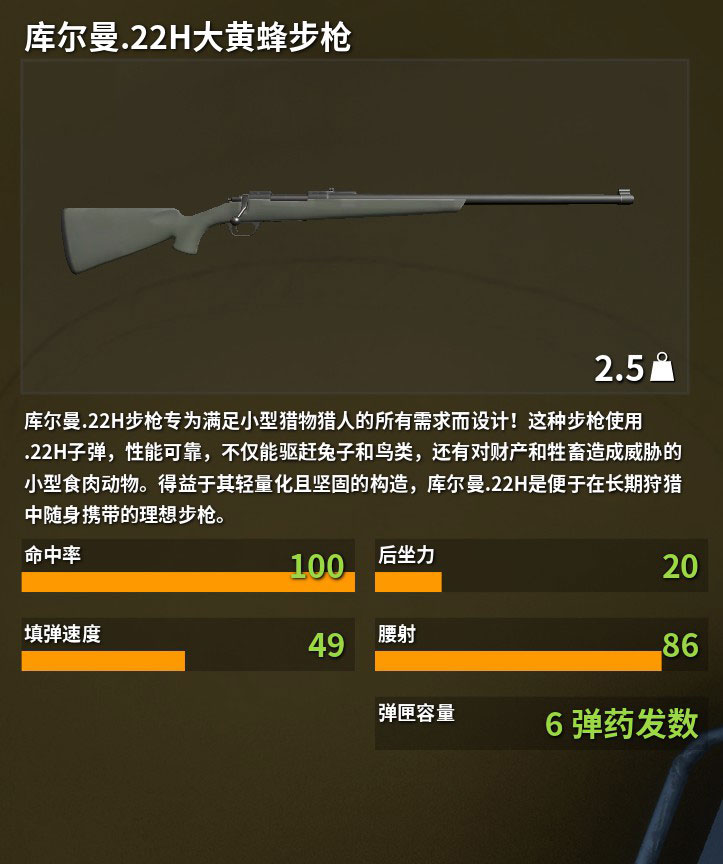 库尔曼.22H大黄蜂步枪
2.5
库尔曼.22H步枪专为满足小型猎物猎人的所有需求而设计！这种步枪使用
.22H子弹，性能可靠，不仅能驱赶兔子和鸟类，还有对财产和牲畜造成威胁的
小型食肉动物。得益于其轻量化且坚固的构造，库尔曼.22H是便于在长期狩猎
中随身携带的理想步枪。
命中率 100
后坐力 20
填弹速度 49
腰射 86
弹匣容量 6 弹药发数